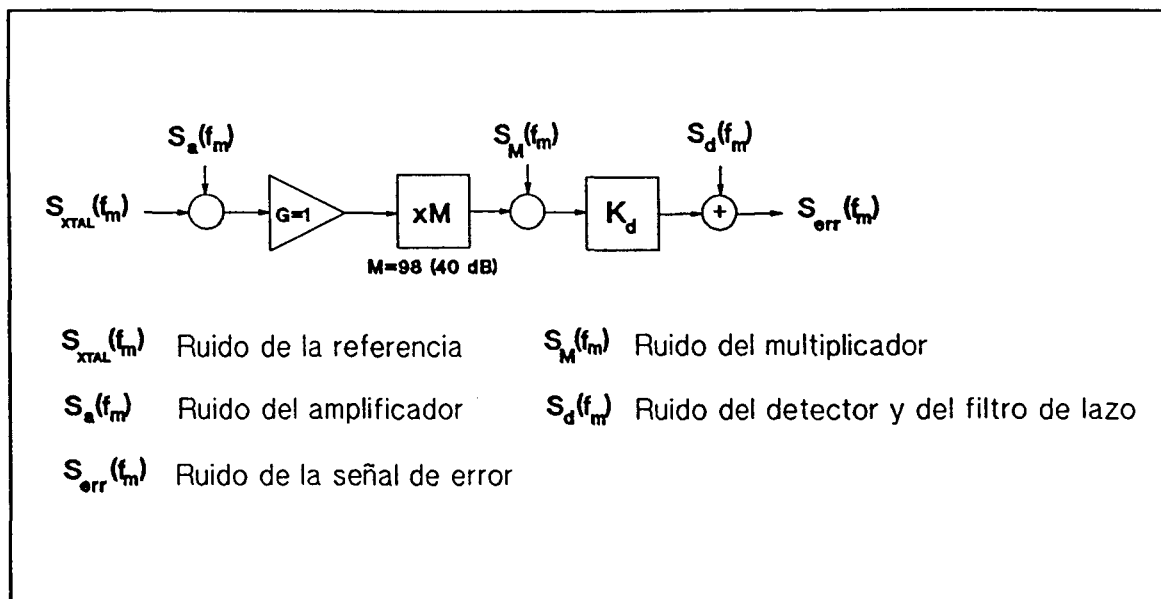 S_a(f_m) S_M(f_m) S_d(f_m)
S_XTAL(f_m) G=1 xM K_d + S_err(f_m)
M=98 (40 dB)
S_XTAL(f_m) Ruido de la referencia S_M(f_m) Ruido del multiplicador
S_a(f_m) Ruido del amplificador S_d(f_m) Ruido del detector y del filtro de lazo
S_err(f_m) Ruido de la señal de error